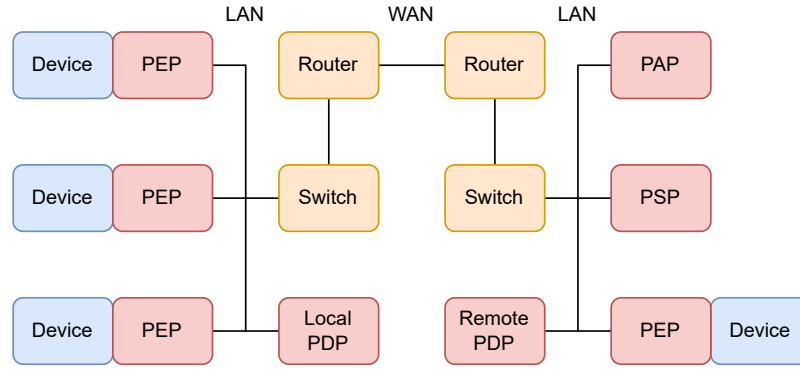 LAN WAN LAN
Device PEP Router Router PAP
Device PEP Switch Switch PSP
Device PEP Local PDP Remote PDP PEP Device